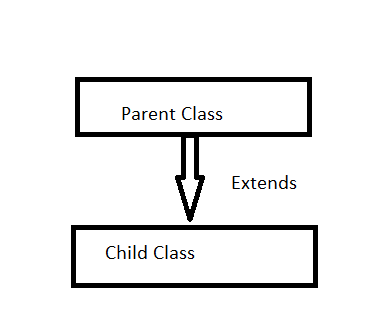 Parent Class
Extends
Child Class